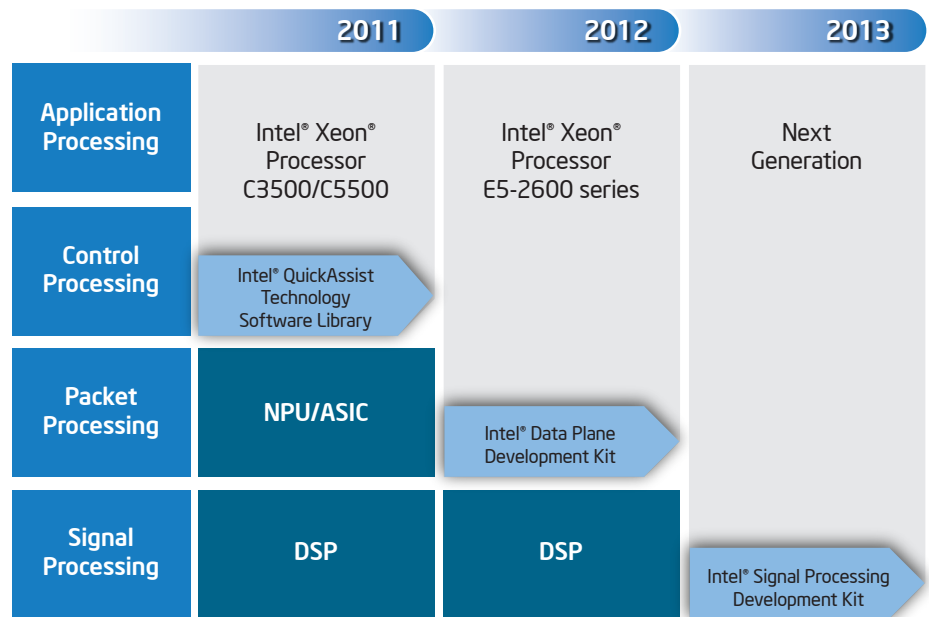 2011
2012
2013
Application
Processing
Intel® Xeon®
Processor
C3500/C5500
Intel® Xeon®
Processor
E5-2600 series
Next
Generation
Control
Processing
Intel® QuickAssist
Technology
Software Library
Packet
Processing
NPU/ASIC
Intel® Data Plane
Development Kit
Signal
Processing
DSP
DSP
Intel® Signal Processing
Development Kit